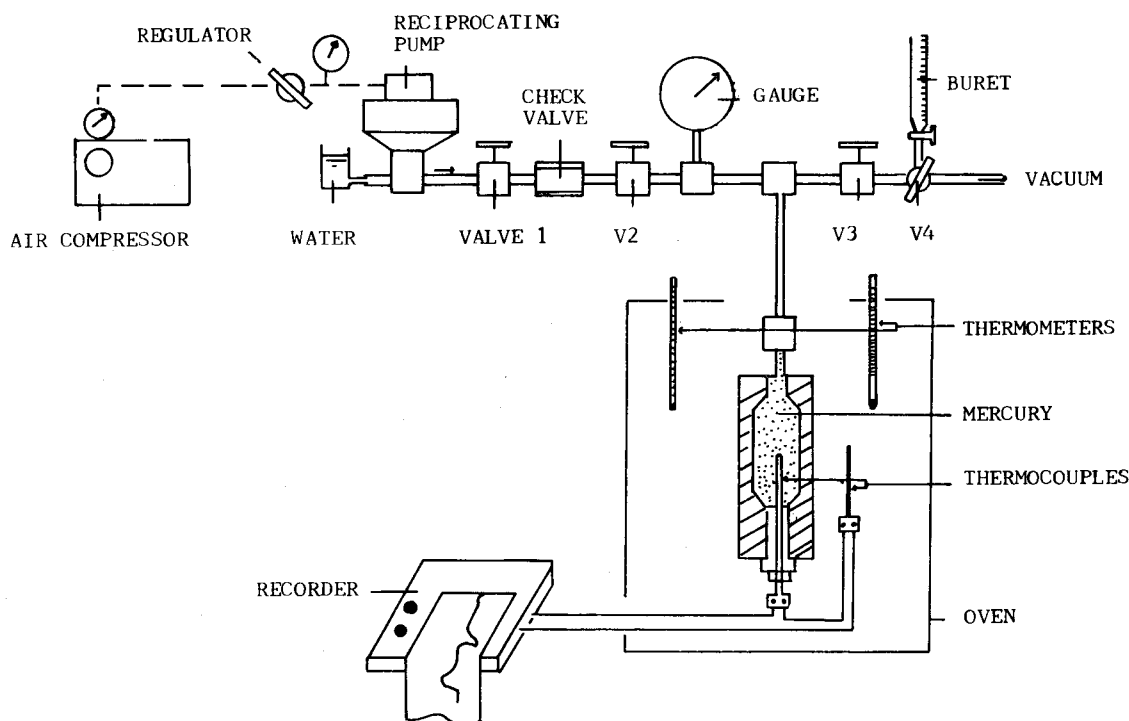 RECIPROCATING
PUMP
REGULATOR
CHECK
VALVE
GAUGE
BURET
VACUUM
AIR COMPRESSOR
WATER
VALVE 1
V2
V3
V4
THERMOMETERS
MERCURY
THERMOCOUPLES
RECORDER
OVEN